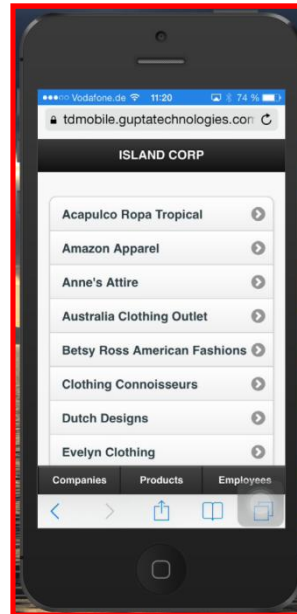 Vodafone.de 11:20 74 %
tdmobile.guptatechnologies.com
ISLAND CORP
Acapulco Ropa Tropical
Amazon Apparel
Anne's Attire
Australia Clothing Outlet
Betsy Ross American Fashions
Clothing Connoisseurs
Dutch Designs
Evelyn Clothing
Companies Products Employees